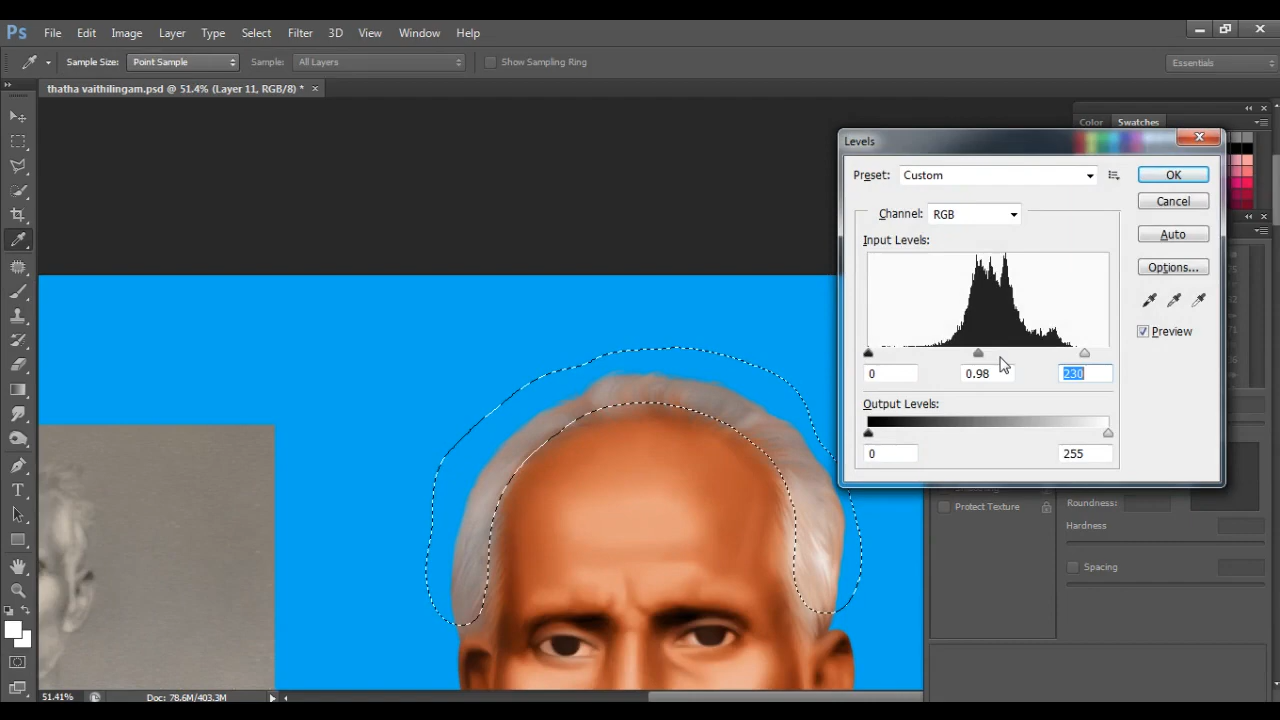 Ps File Edit Image Layer Type Select Filter 3D View Window Help
Sample Size: Point Sample Sample: All Layers Show Sampling Ring Essentials
thatha vaithilingam.psd @ 51.4% (Layer 11, RGB/8) * ×
Color Swatches
Levels
Preset: Custom OK
Cancel
Channel: RGB
Auto
Input Levels:
Options...
Preview
0 0.98 230
Output Levels:
0 255
Protect Texture
Roundness:
Hardness
Spacing
T
51.41% Doc: 78.6M/403.3M